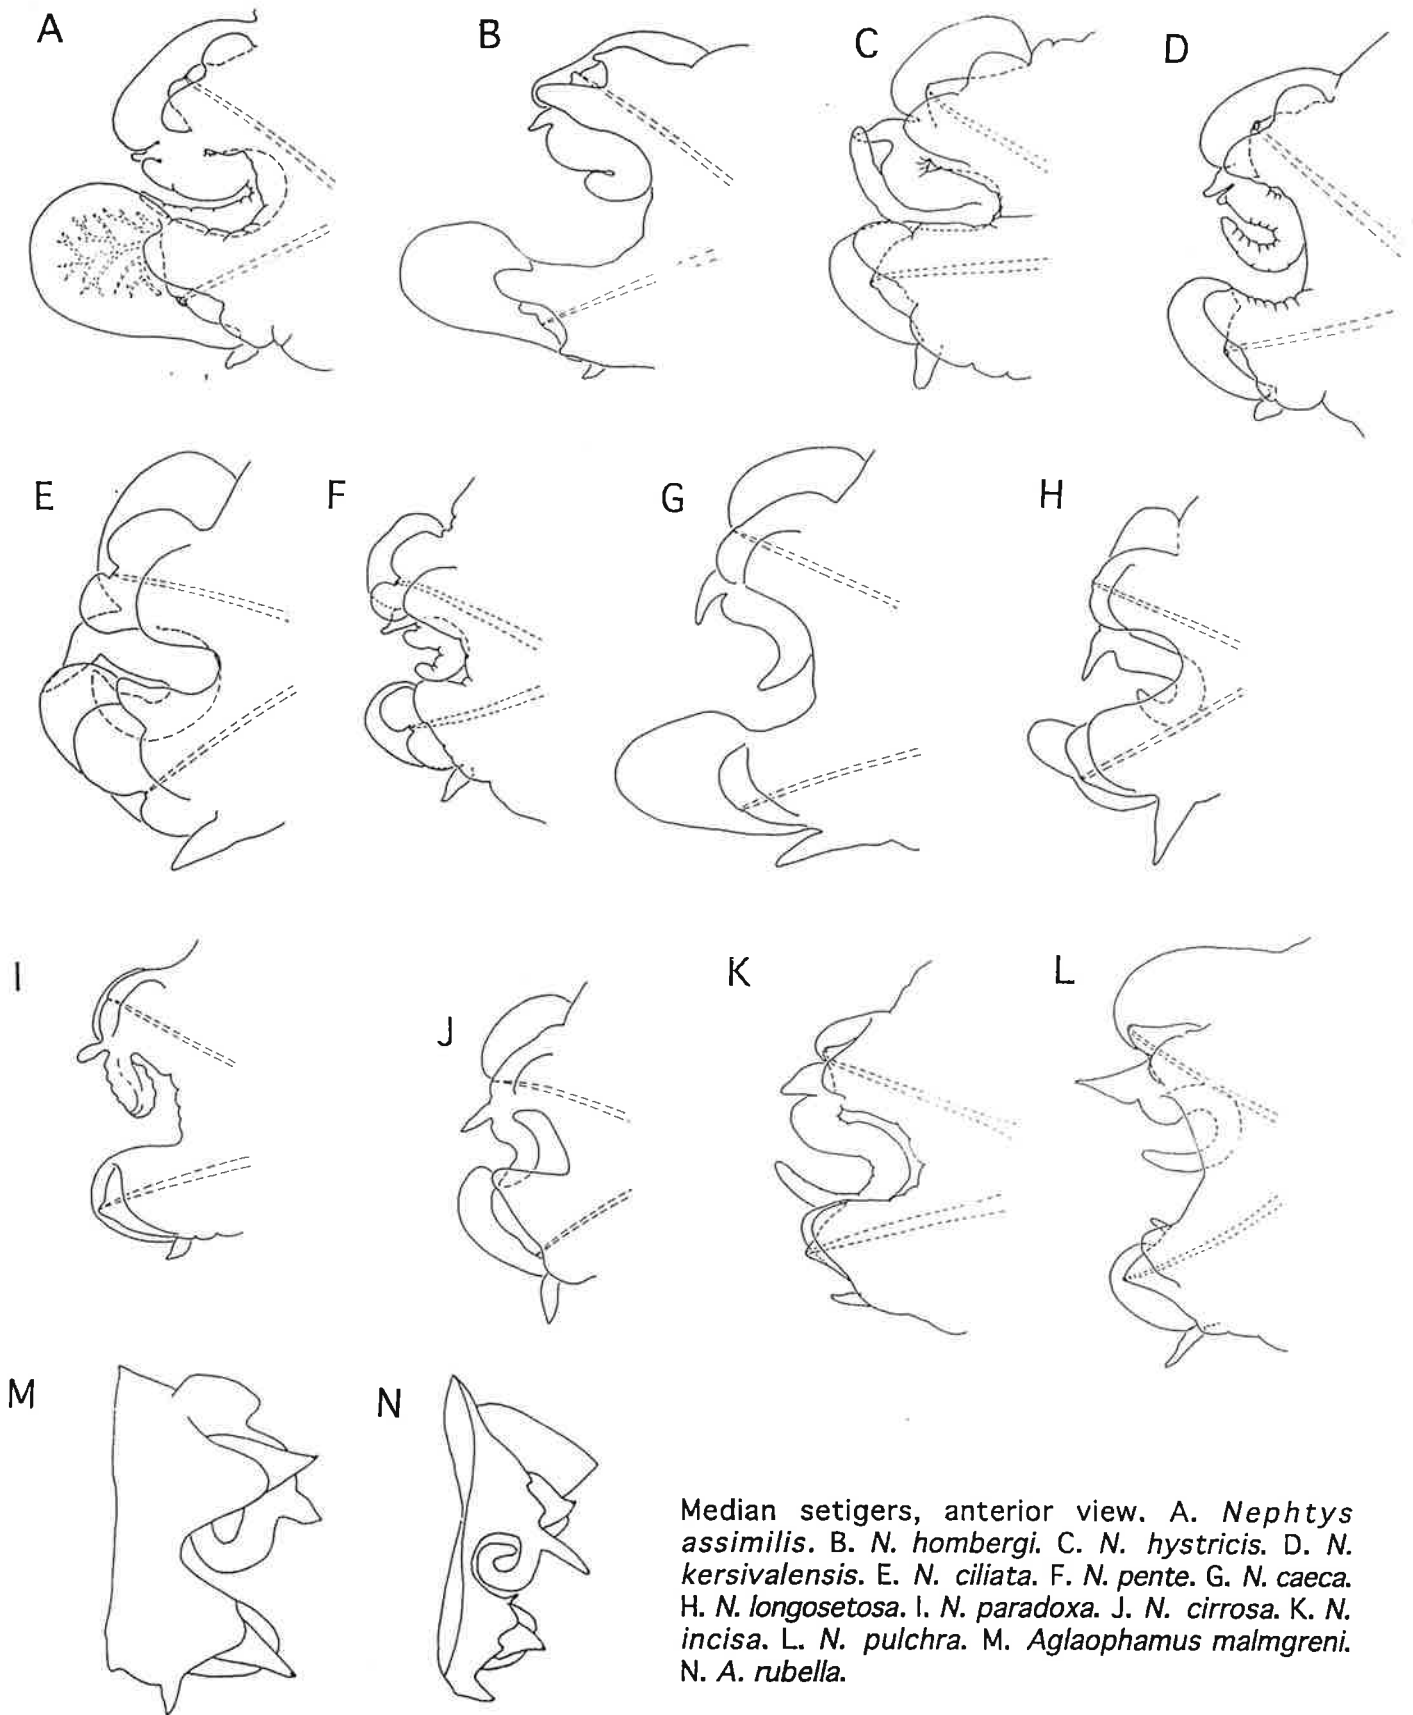 A
B
C
D
E
F
G
H
I
J
K
L
M
N
Median setigers, anterior view. A. Nephtys
assimilis. B. N. hombergi. C. N. hystricis. D. N.
kersivalensis. E. N. ciliata. F. N. pente. G. N. caeca.
H. N. longosetosa. I. N. paradoxa. J. N. cirrosa. K. N.
incisa. L. N. pulchra. M. Aglaophamus malmgreni.
N. A. rubella.